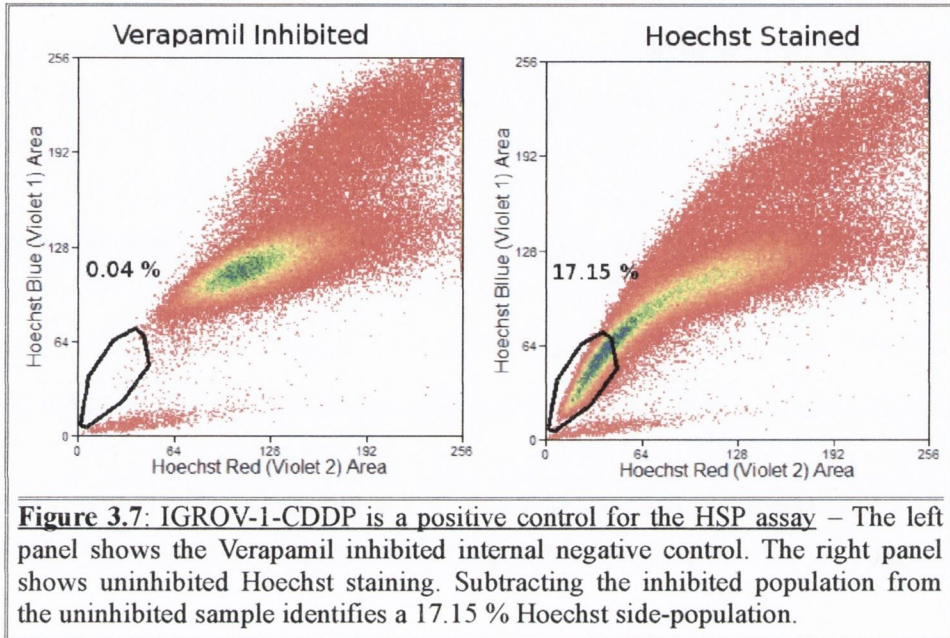 Verapamil Inhibited
Hoechst Stained
256
192
128
64
0
Hoechst Blue (Violet 1) Area
0.04 %
0
64
128
192
256
Hoechst Red (Violet 2) Area
256
192
128
64
0
Hoechst Bllue (Violet 1) Area
17.15 %
0
64
128
192
256
Hoechst Red (Violet 2) Area
Figure 3.7: IGROV-1-CDDP is a positive control for the HSP assay – The left
panel shows the Verapamil inhibited internal negative control. The right panel
shows uninhibited Hoechst staining. Subtracting the inhibited population from
the uninhibited sample identifies a 17.15 % Hoechst side-population.